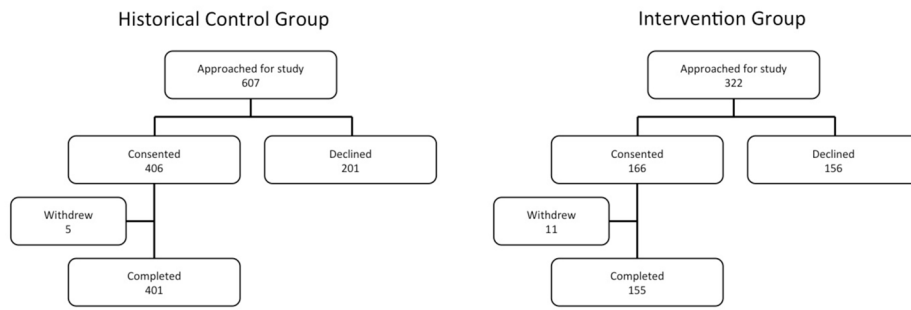 Historical Control Group
Approached for study
607
Consented
406
Declined
201
Withdrew
5
Completed
401
Intervention Group
Approached for study
322
Consented
166
Declined
156
Withdrew
11
Completed
155